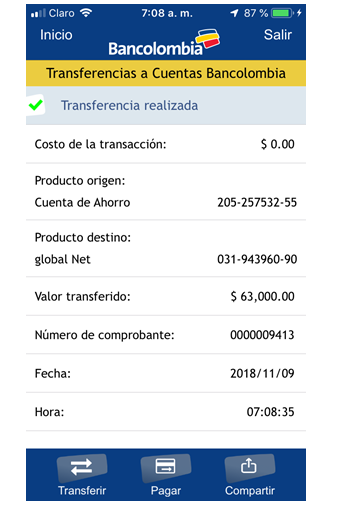 Claro 7:08 a. m. 87 %
Inicio Bancolombia Salir
Transferencias a Cuentas Bancolombia
Transferencia realizada
Costo de la transacción: $ 0.00
Producto origen:
Cuenta de Ahorro 205-257532-55
Producto destino:
global Net 031-943960-90
Valor transferido: $ 63,000.00
Número de comprobante: 0000009413
Fecha: 2018/11/09
Hora: 07:08:35
Transferir Pagar Compartir